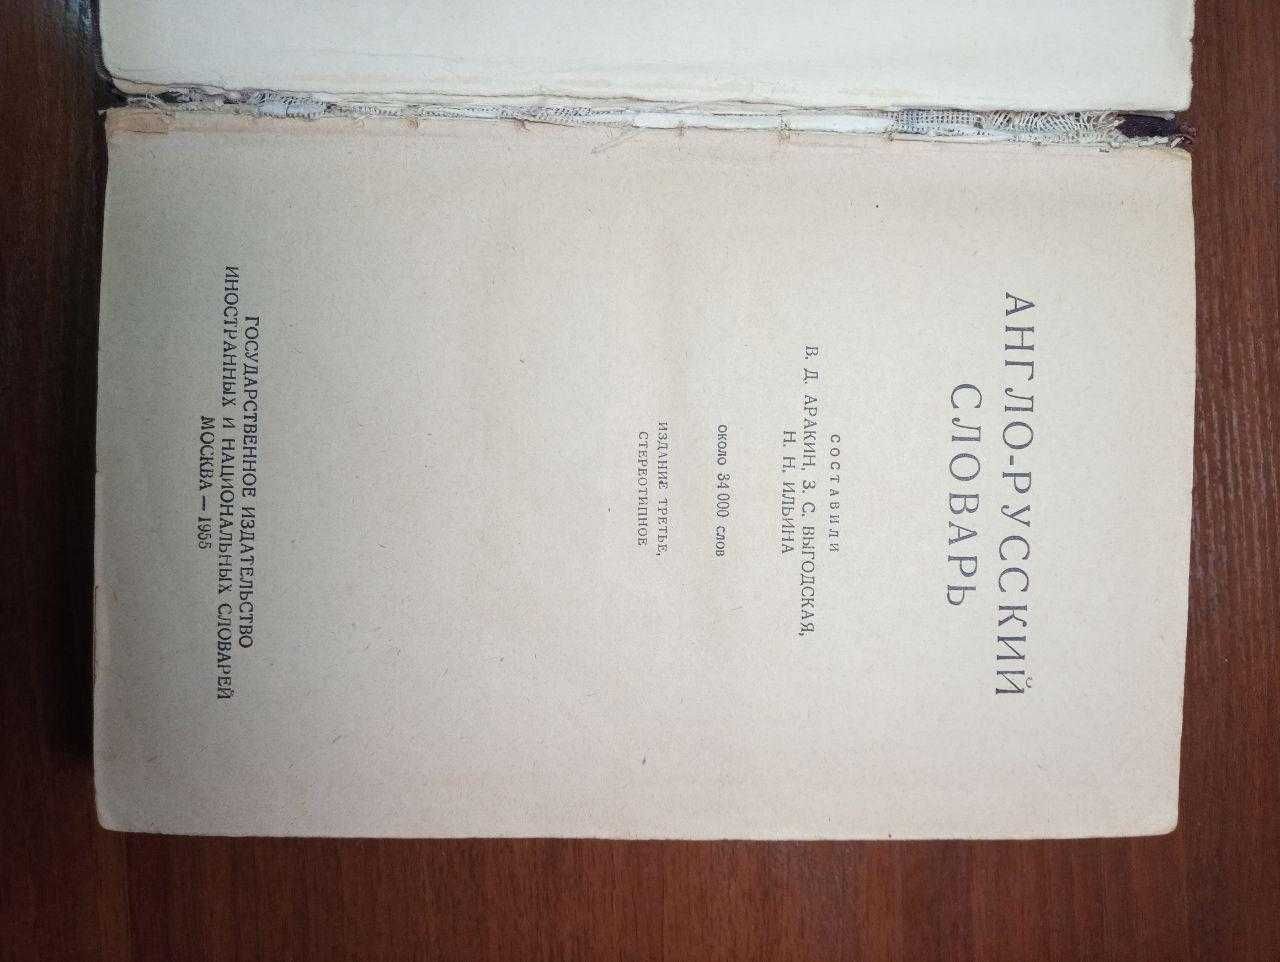 АНГЛО-РУССКИЙ
СЛОВАРЬ
СОСТАВИЛИ
В. Д. АРАКИН, З. С. ВЫГОДСКАЯ,
Н. Н. ИЛЬИНА
около 34 000 слов
ИЗДАНИЕ ТРЕТЬЕ,
СТЕРЕОТИПНОЕ
ГОСУДАРСТВЕННОЕ ИЗДАТЕЛЬСТВО
ИНОСТРАННЫХ И НАЦИОНАЛЬНЫХ СЛОВАРЕЙ
МОСКВА — 1955